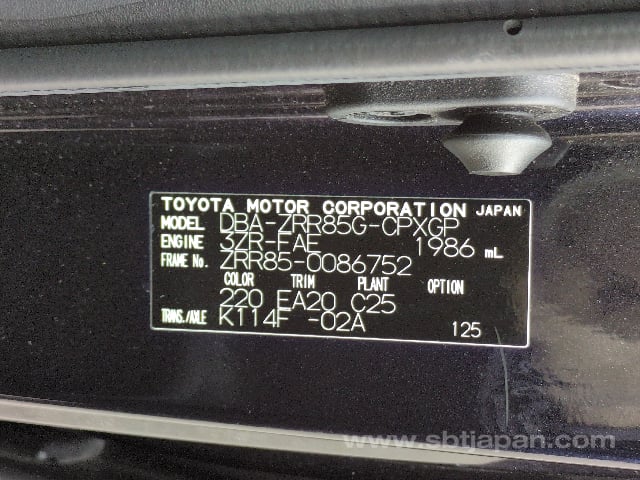 TOYOTA MOTOR CORPORATION JAPAN
MODEL DBA-ZRR85G-CPXGP
ENGINE 3ZR-FAE 1986 mL
FRAME No. ZRR85-0086752
COLOR TRIM PLANT OPTION
220 EA20 C25
TRANS./AXLE K114F -02A 125
www.sbtjapan.com